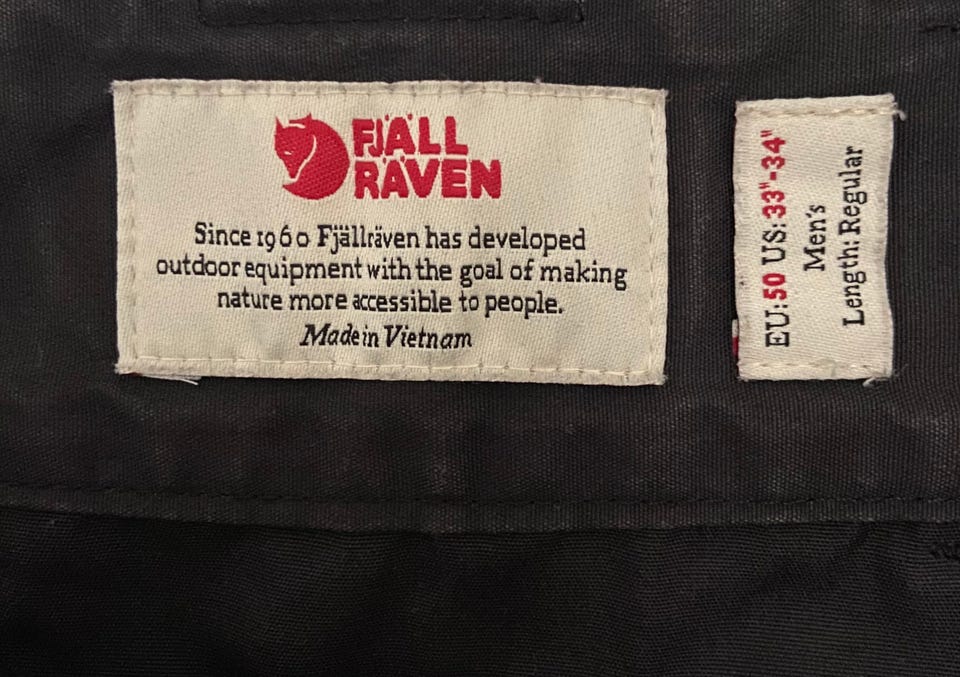 FJÄLL
RÄVEN
Since 1960 Fjällräven has developed
outdoor equipment with the goal of making
nature more accessible to people.
Made in Vietnam
EU: 50 US: 33"-34"
Men's
Length: Regular